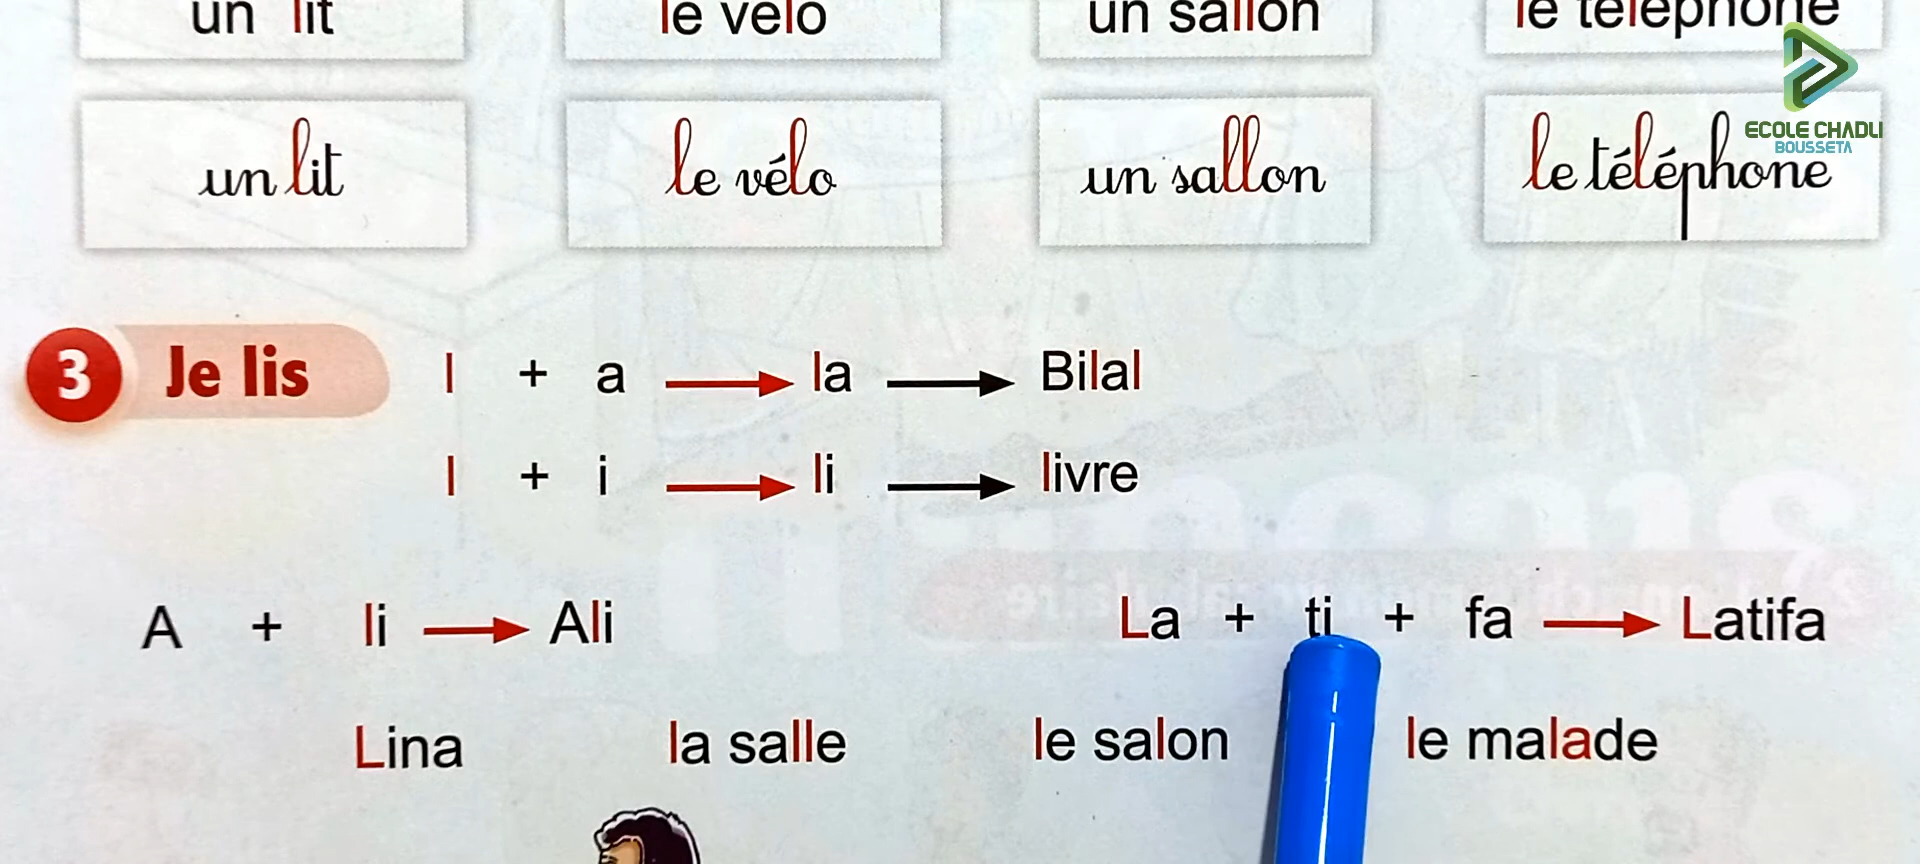 un lit le vélo un sallon le téléphone
ECOLE CHADLI
BOUSSETA
un lit le vélo un sallon le téléphone
3 Je lis l + a → la → Bilal
l + i → li → livre
A + li → Ali La + ti + fa → Latifa
Lina la salle le salon le malade